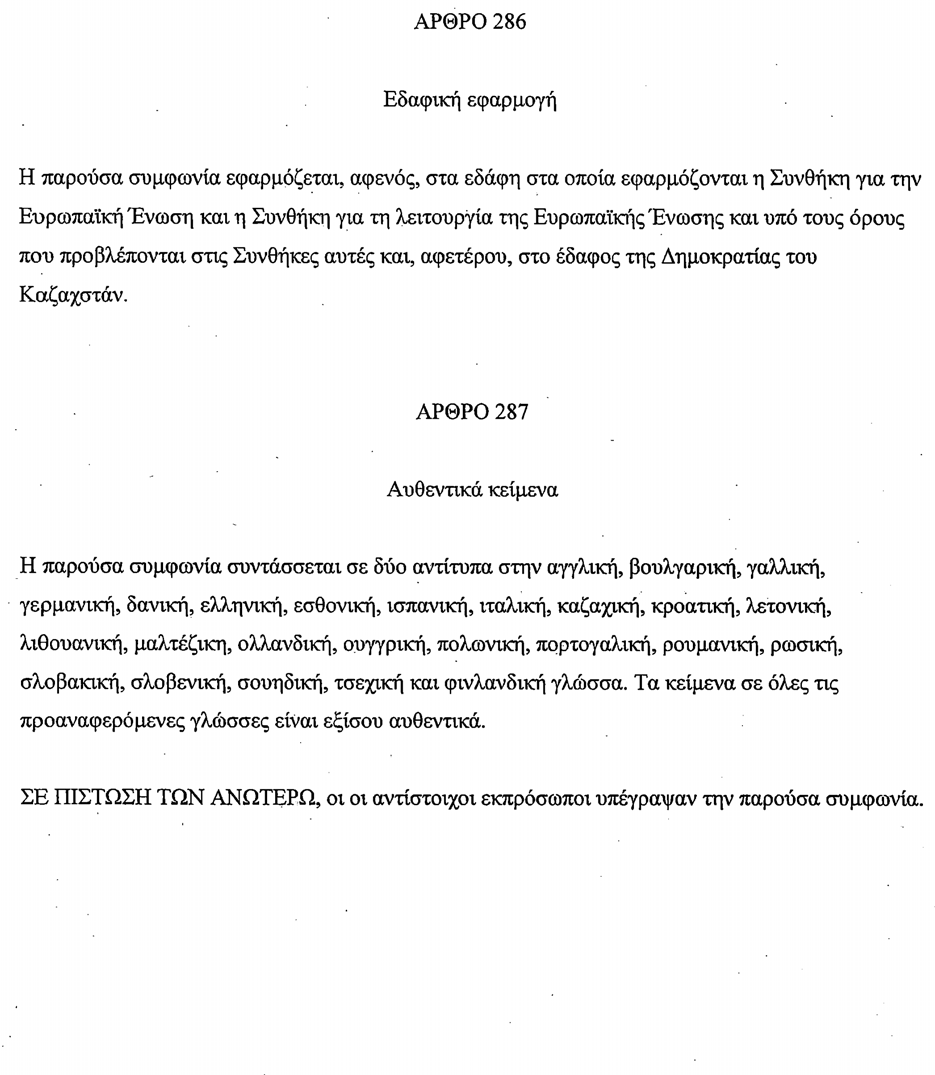 ΑΡΘΡΟ 286
Εδαφική εφαρμογή
Η παρούσα συμφωνία εφαρμόζεται, αφενός, στα εδάφη στα οποία εφαρμόζονται η Συνθήκη για την
Ευρωπαϊκή Ένωση και η Συνθήκη για τη λειτουργία της Ευρωπαϊκής Ένωσης και υπό τους όρους
που προβλέπονται στις Συνθήκες αυτές και, αφετέρου, στο έδαφος της Δημοκρατίας του
Καζαχστάν.
ΑΡΘΡΟ 287
Αυθεντικά κείμενα
Η παρούσα συμφωνία συντάσσεται σε δύο αντίτυπα στην αγγλική, βουλγαρική, γαλλική,
γερμανική, δανική, ελληνική, εσθονική, ισπανική, ιταλική, καζαχική, κροατική, λετονική,
λιθουανική, μαλτέζικη, ολλανδική, ουγγρική, πολωνική, πορτογαλική, ρουμανική, ρωσική,
σλοβακική, σλοβενική, σουηδική, τσεχική και φινλανδική γλώσσα. Τα κείμενα σε όλες τις
προαναφερόμενες γλώσσες είναι εξίσου αυθεντικά.
ΣΕ ΠΙΣΤΩΣΗ ΤΩΝ ΑΝΩΤΕΡΩ, οι οι αντίστοιχοι εκπρόσωποι υπέγραψαν την παρούσα συμφωνία.